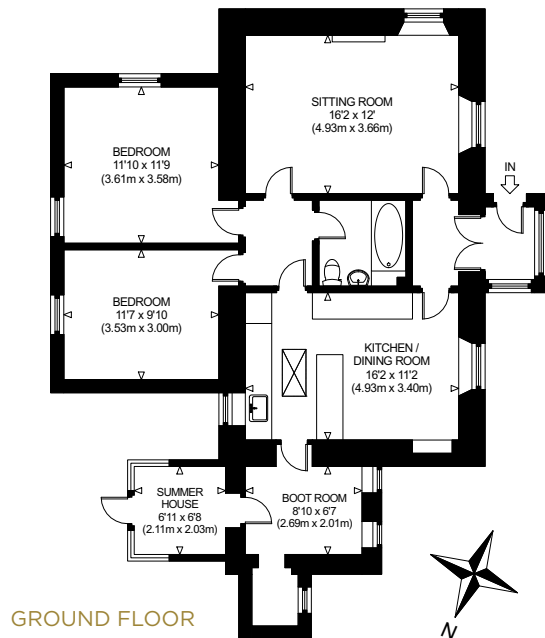 SITTING ROOM
16'2 x 12'
(4.93m x 3.66m)
BEDROOM
11'10 x 11'9
(3.61m x 3.58m)
IN
BEDROOM
11'7 x 9'10
(3.53m x 3.00m)
KITCHEN /
DINING ROOM
16'2 x 11'2
(4.93m x 3.40m)
SUMMER
HOUSE
6'11 x 6'8
(2.11m x 2.03m)
BOOT ROOM
8'10 x 6'7
(2.69m x 2.01m)
GROUND FLOOR
N